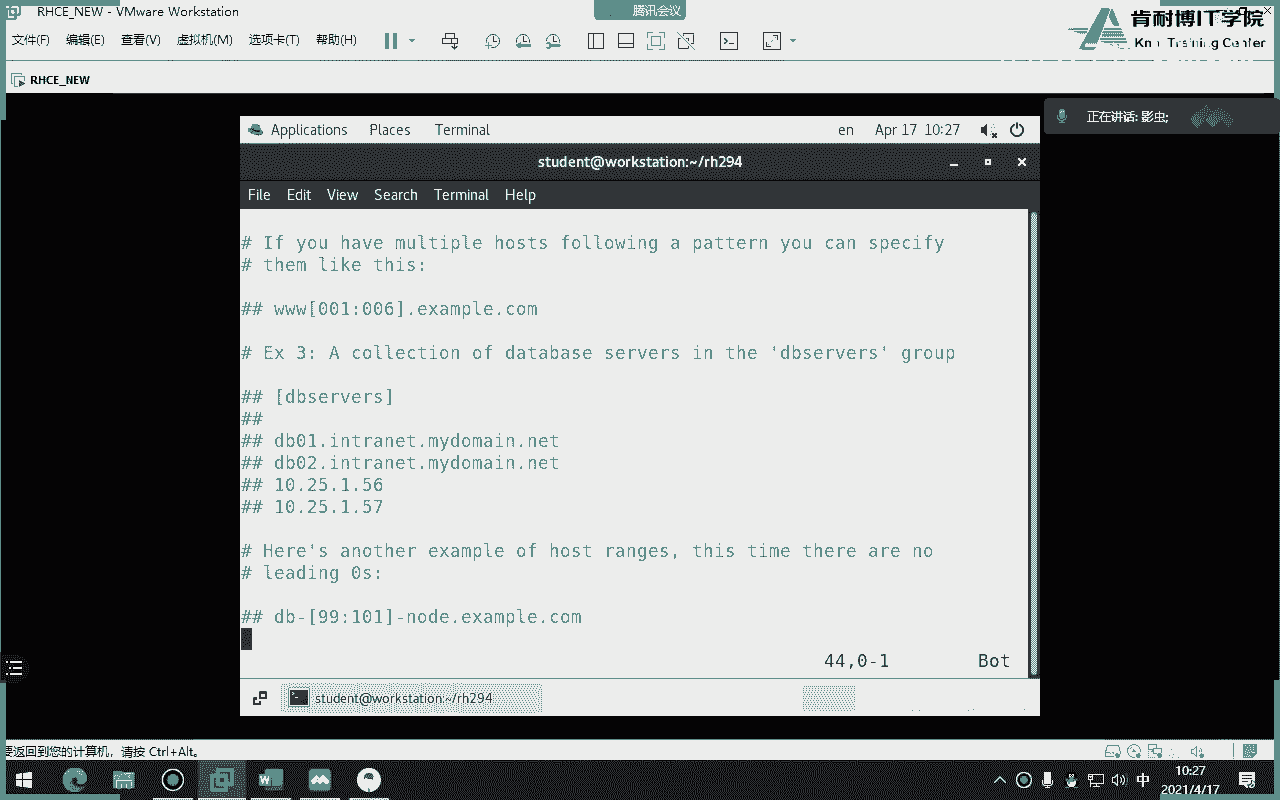 RHCE_NEW - VMware Workstation
腾讯会议
肯耐博IT学院
文件(F) 编辑(E) 查看(V) 虚拟机(M) 选项卡(T) 帮助(H)
Training Center
RHCE_NEW
正在讲话: 影虫;
Applications Places Terminal en Apr 17 10:27
student@workstation:~/rh294
File Edit View Search Terminal Help
# If you have multiple hosts following a pattern you can specify
# them like this:
## www[001:006].example.com
# Ex 3: A collection of database servers in the 'dbservers' group
## [dbservers]
##
## db01.intranet.mydomain.net
## db02.intranet.mydomain.net
## 10.25.1.56
## 10.25.1.57
# Here's another example of host ranges, this time there are no
# leading 0s:
## db-[99:101]-node.example.com
44,0-1 Bot
student@workstation:~/rh294
要返回到您的计算机，请按 Ctrl+Alt。
中
10:27
2021/4/17